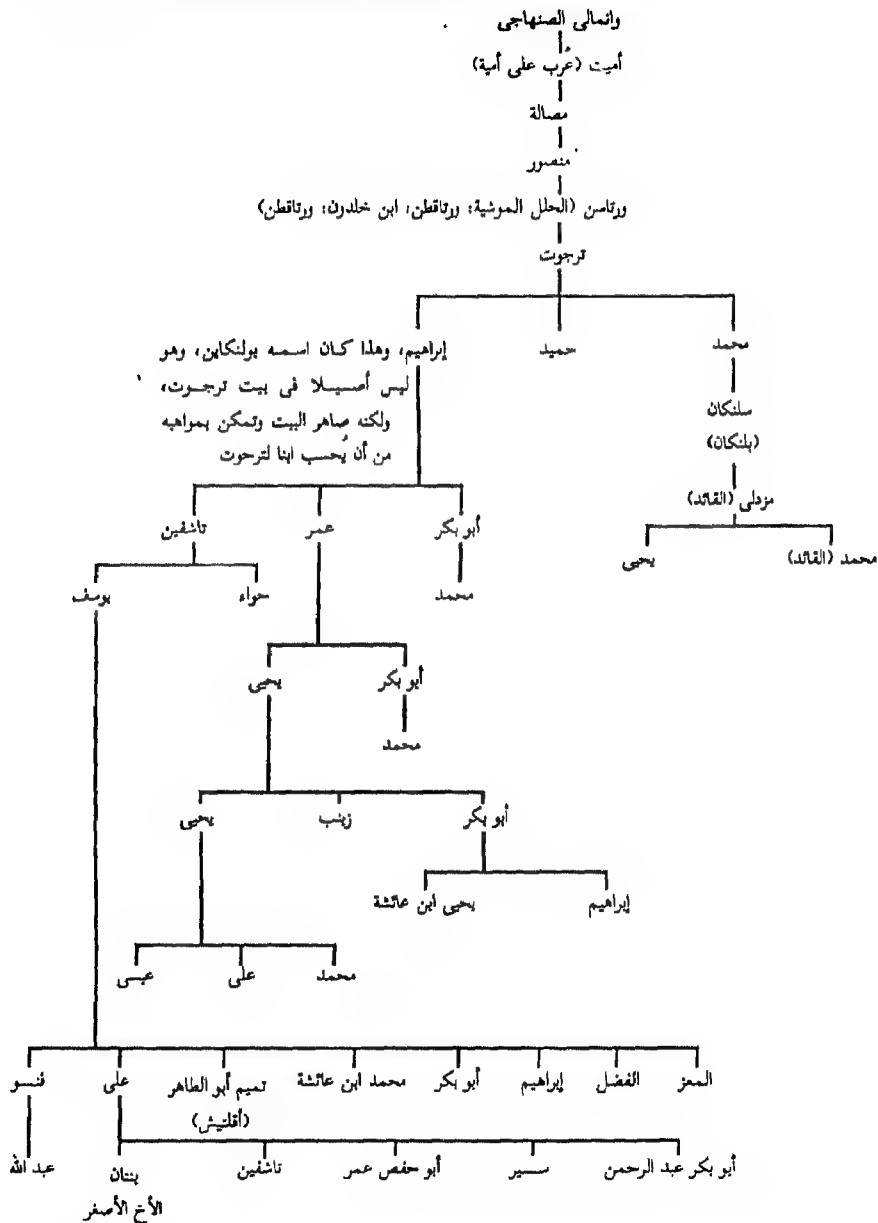 وانمالى الصنهاجى
أميت (عُرب على أمية)
مصالة
منصور
ورتاسن (الحلل الموشية: ورتاقطن، ابن خلدون: ورتاقطن)
ترجوت
محمد
حميد
إبراهيم، وهذا كان اسمه بولنكاين، وهو
ليس أصيلا فى بيت ترجوت،
ولكنه صاهر البيت وتمكن بمواهبه
من أن يُحسب ابنا لترجوت
سلنكان
(بلنكان)
مزدلى (القائد)
محمد (القائد)
يحيى
أبو بكر
عمر
تاشفين
محمد
حواء
يوسف
أبو بكر
يحيى
محمد
أبو بكر
زينب
يحيى
إبراهيم
يحيى ابن عائشة
محمد
على
عيسى
المعز
الفضل
إبراهيم
أبو بكر
محمد ابن عائشة
تميم أبو الطاهر
(أقليش)
على
فنسو
أبو بكر عبد الرحمن
سسير
أبو حفص عمر
تاشفين
بنتان
الأخ الأصغر
عبد الله